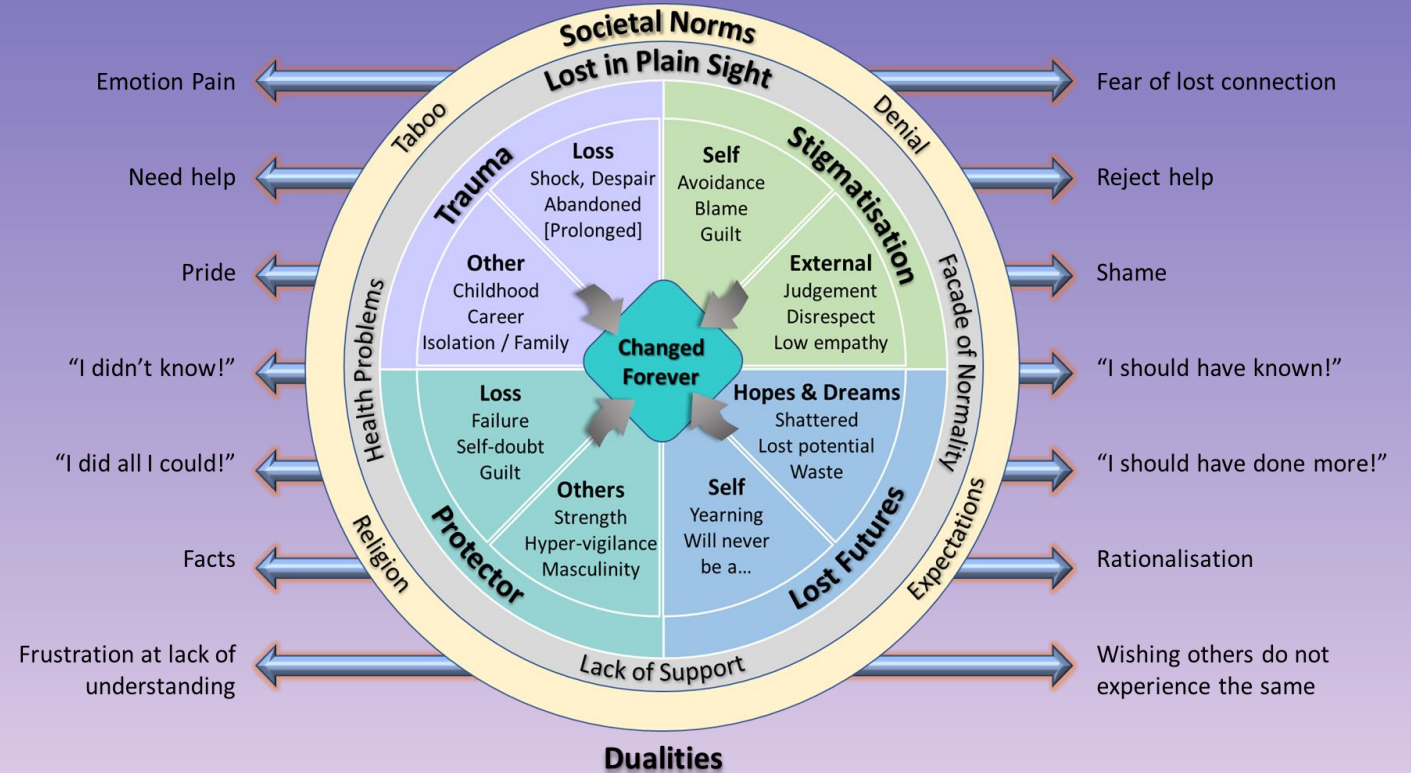 Societal Norms
Lost in Plain Sight
Taboo
Denial
Health Problems
Facade of Normality
Religion
Expectations
Lack of Support
Trauma
Loss
Shock, Despair
Abandoned
[Prolonged]
Other
Childhood
Career
Isolation / Family
Stigmatisation
Self
Avoidance
Blame
Guilt
External
Judgement
Disrespect
Low empathy
Changed
Forever
Protector
Loss
Failure
Self-doubt
Guilt
Others
Strength
Hyper-vigilance
Masculinity
Lost Futures
Hopes & Dreams
Shattered
Lost potential
Waste
Self
Yearning
Will never
be a…
Emotion Pain
Fear of lost connection
Need help
Reject help
Pride
Shame
“I didn’t know!”
“I should have known!”
“I did all I could!”
“I should have done more!”
Facts
Rationalisation
Frustration at lack of
understanding
Wishing others do not
experience the same
Dualities